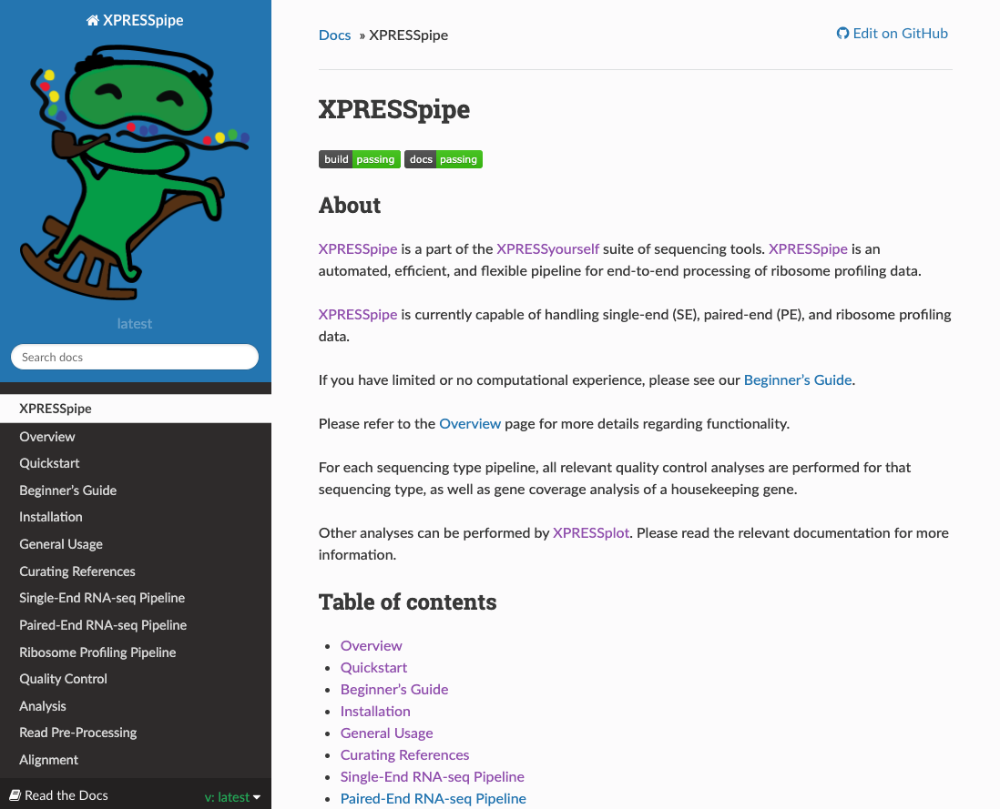 XPRESSpipe
latest
Search docs
XPRESSpipe
Overview
Quickstart
Beginner’s Guide
Installation
General Usage
Curating References
Single-End RNA-seq Pipeline
Paired-End RNA-seq Pipeline
Ribosome Profiling Pipeline
Quality Control
Analysis
Read Pre-Processing
Alignment
Read the Docs
v: latest
Docs » XPRESSpipe
Edit on GitHub
XPRESSpipe
build passing docs passing
About
XPRESSpipe is a part of the XPRESSyourself suite of sequencing tools. XPRESSpipe is an
automated, efficient, and flexible pipeline for end-to-end processing of ribosome profiling data.
XPRESSpipe is currently capable of handling single-end (SE), paired-end (PE), and ribosome profiling
data.
If you have limited or no computational experience, please see our Beginner’s Guide.
Please refer to the Overview page for more details regarding functionality.
For each sequencing type pipeline, all relevant quality control analyses are performed for that
sequencing type, as well as gene coverage analysis of a housekeeping gene.
Other analyses can be performed by XPRESSplot. Please read the relevant documentation for more
information.
Table of contents
• Overview
• Quickstart
• Beginner’s Guide
• Installation
• General Usage
• Curating References
• Single-End RNA-seq Pipeline
• Paired-End RNA-seq Pipeline